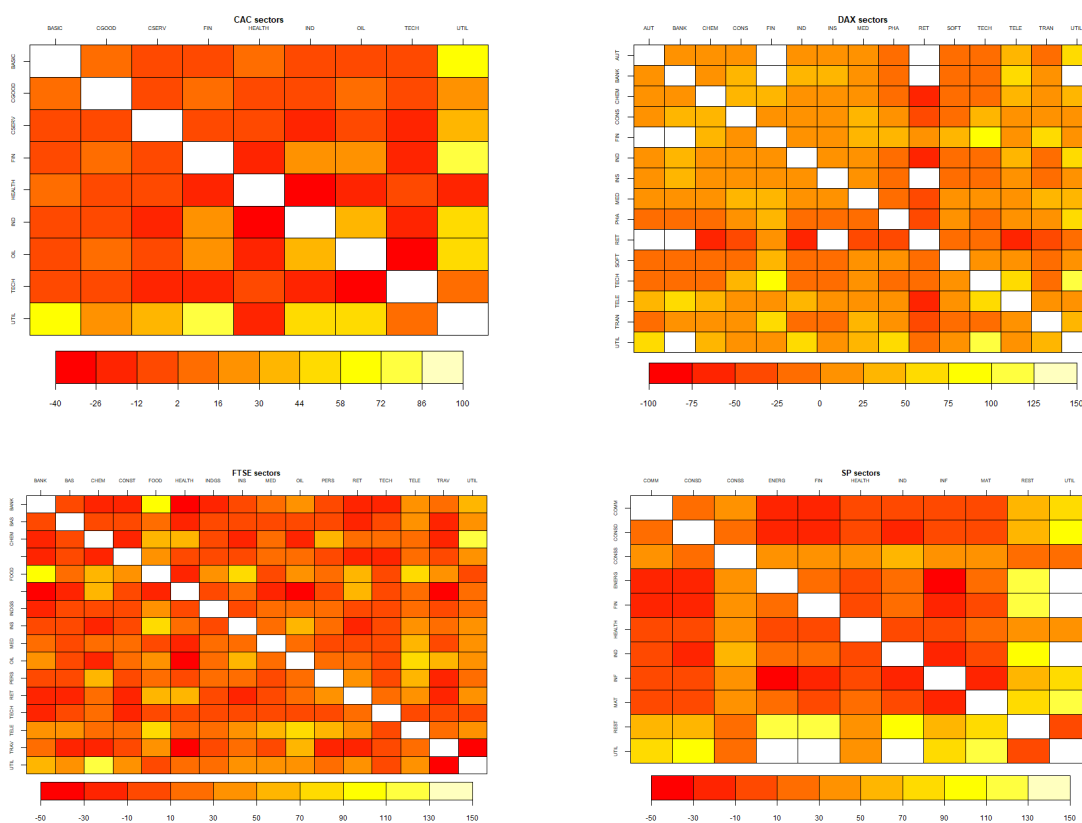 CAC sectors
BASIC CGOOD CSERV FIN HEALTH IND OIL TECH UTIL
BASIC
CGOOD
CSERV
FIN
HEALTH
IND
OIL
TECH
UTIL
-40 -26 -12 2 16 30 44 58 72 86 100
DAX sectors
AUT BANK CHEM CONS FIN IND INS MED PHA RET SOFT TECH TELE TRAN UTIL
AUT
BANK
CHEM
CONS
FIN
IND
INS
MED
PHA
RET
SOFT
TECH
TELE
TRAN
UTIL
-100 -75 -50 -25 0 25 50 75 100 125 150
FTSE sectors
BANK BAS CHEM CONST FOOD HEALTH INDGS INS MED OIL PERS RET TECH TELE TRAV UTIL
BANK
BAS
CHEM
FOOD
INDGS
INS
MED
OIL
PERS
RET
TECH
TELE
TRAV
UTIL
-50 -30 -10 10 30 50 70 90 110 130 150
SP sectors
COMM CONSD CONSS ENERG FIN HEALTH IND INF MAT REST UTIL
COMM
CONSD
CONSS
ENERG
FIN
HEALTH
IND
INF
MAT
REST
UTIL
-50 -30 -10 10 30 50 70 90 110 130 150